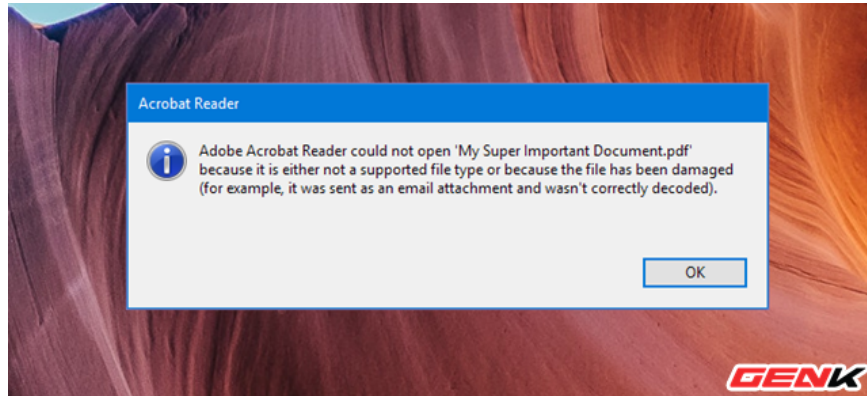 Acrobat Reader
Adobe Acrobat Reader could not open 'My Super Important Document.pdf'
because it is either not a supported file type or because the file has been damaged
(for example, it was sent as an email attachment and wasn't correctly decoded).
OK
GENK